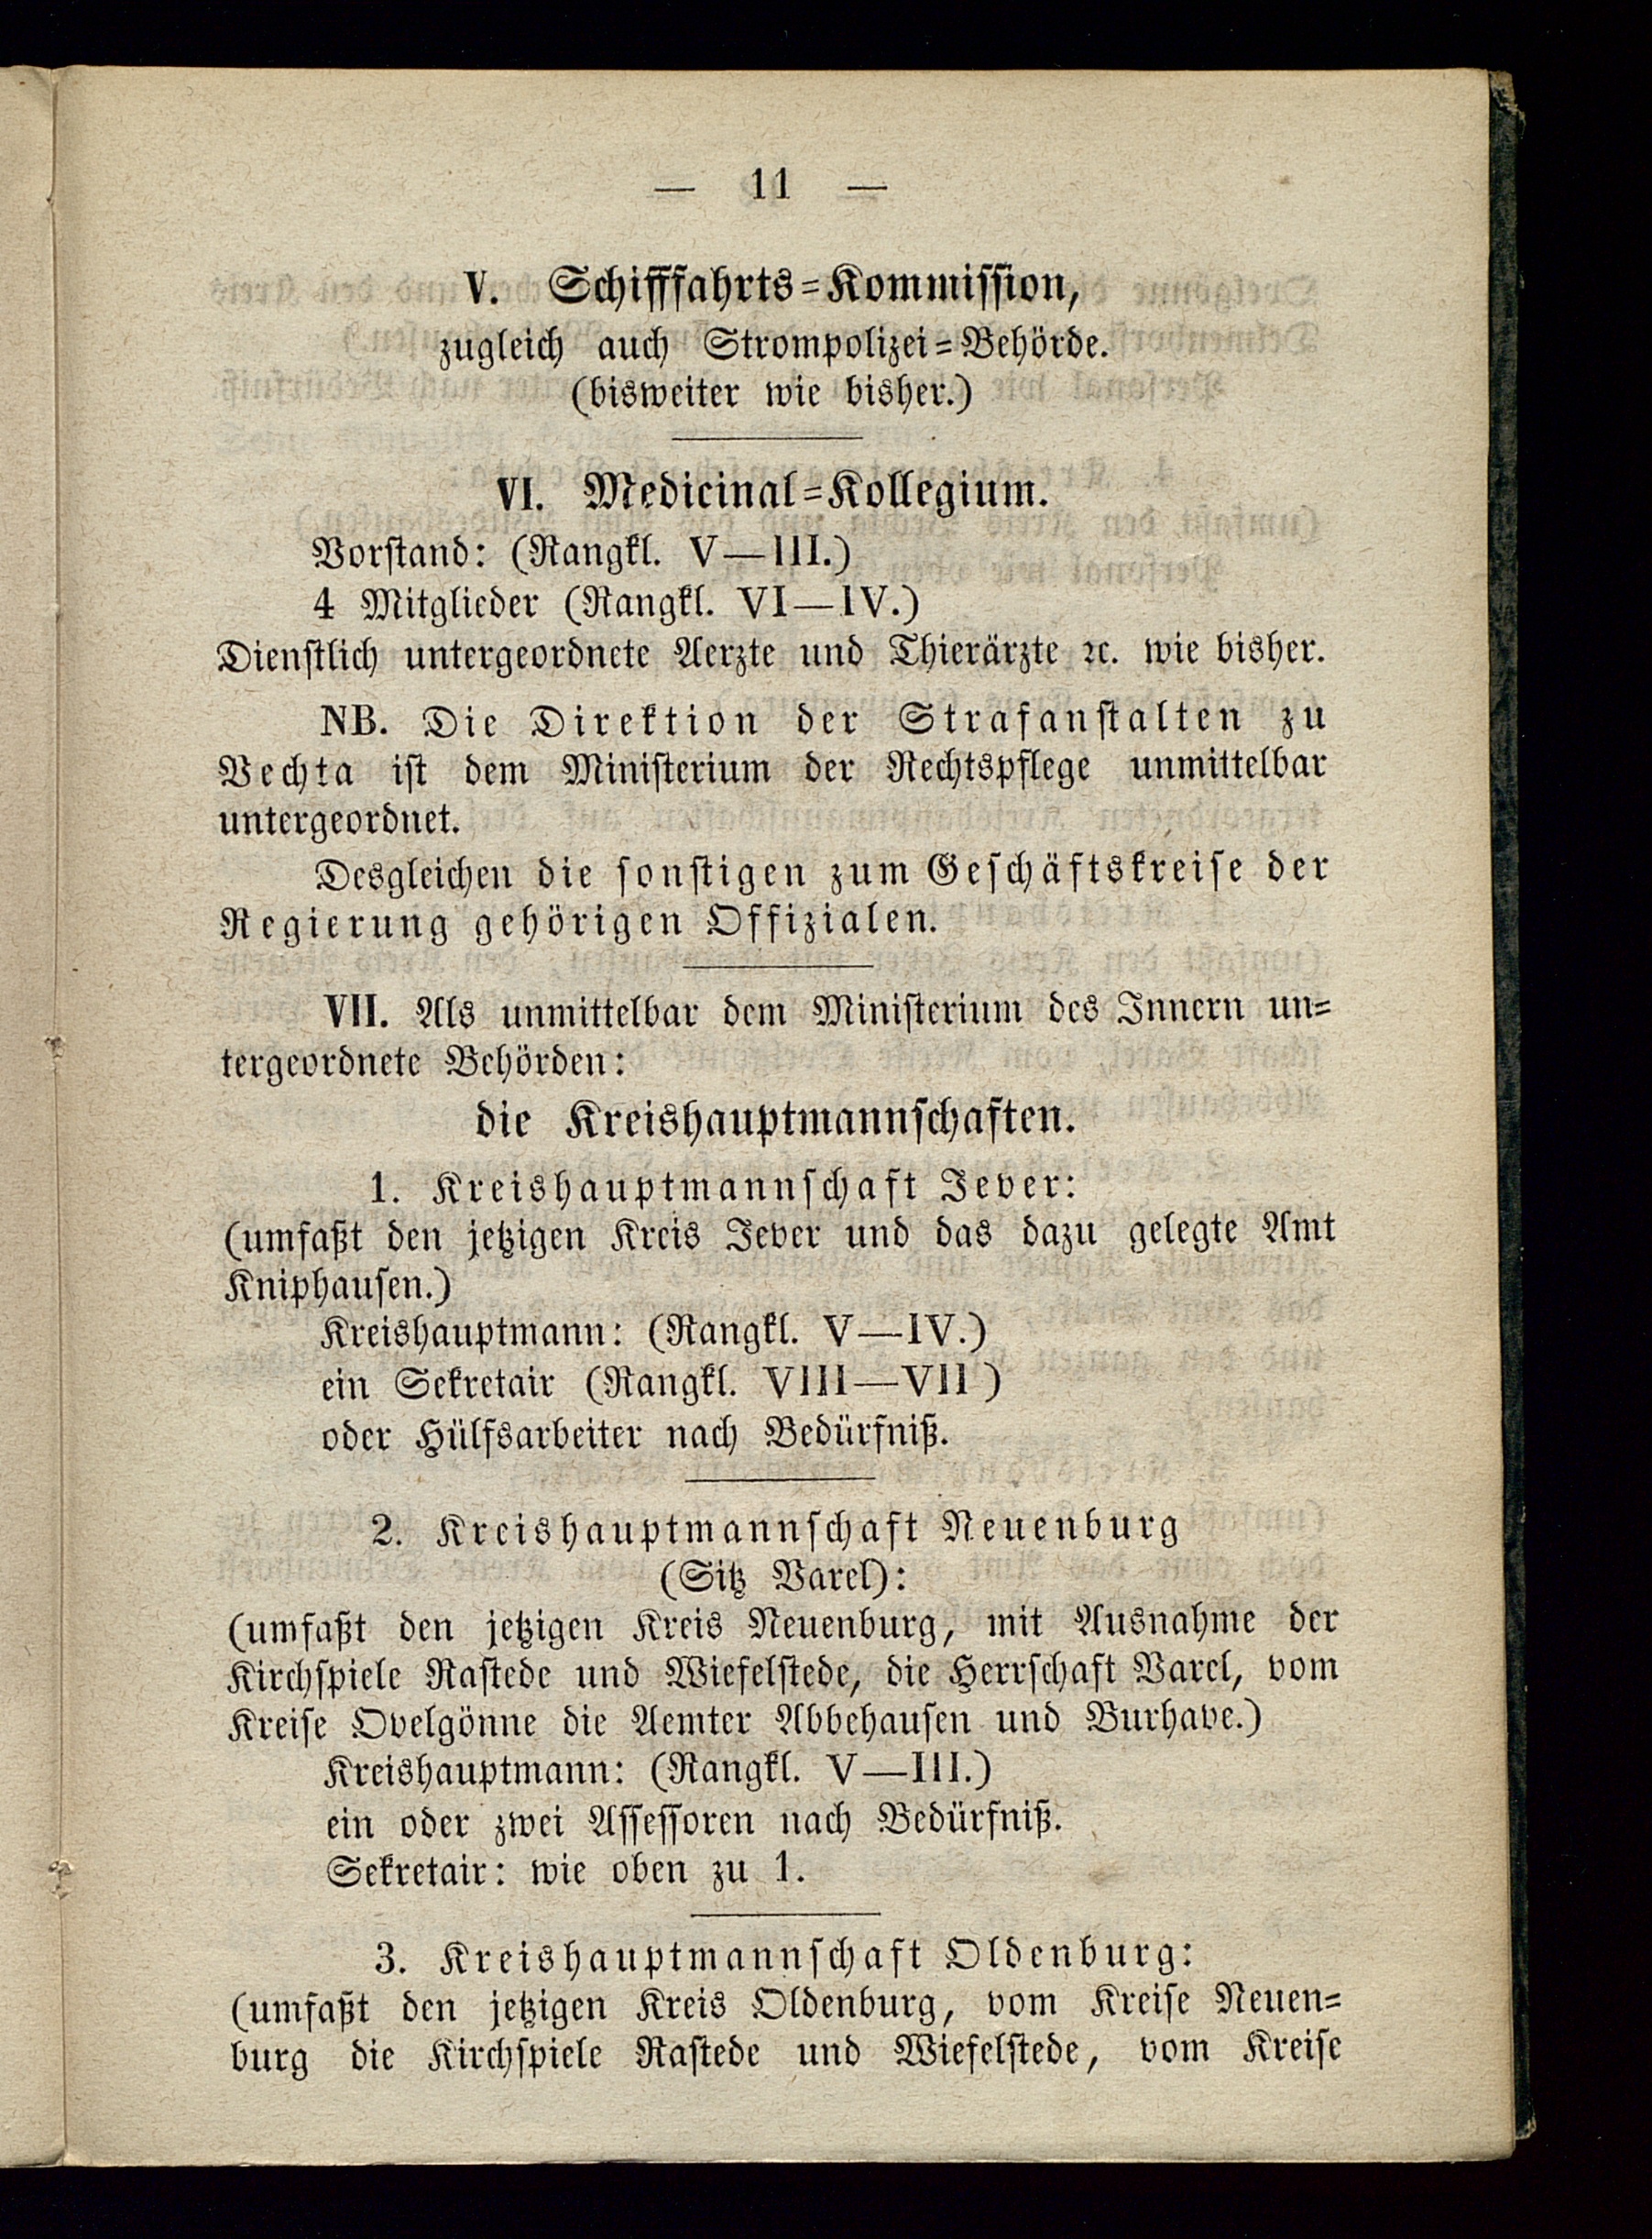 — 11 —
V. Schifffahrts=Kommission,
zugleich auch Strompolizei=Behörde.
(bisweiter wie bisher.)
VI. Medicinal=Kollegium.
Vorstand: (Rangkl. V—III.)
4 Mitglieder (Rangkl. VI—IV.)
Dienstlich untergeordnete Aerzte und Thierärzte ꝛc. wie bisher.
NB. Die Direktion der Strafanstalten zu
Vechta ist dem Ministerium der Rechtspflege unmittelbar
untergeordnet.
Desgleichen die sonstigen zum Geschäftskreise der
Regierung gehörigen Offizialen.
VII. Als unmittelbar dem Ministerium des Innern un=
tergeordnete Behörden:
die Kreishauptmannschaften.
1. Kreishauptmannschaft Jever:
(umfaßt den jetzigen Kreis Jever und das dazu gelegte Amt
Kniphausen.)
Kreishauptmann: (Rangkl. V—IV.)
ein Sekretair (Rangkl. VIII—VII)
oder Hülfsarbeiter nach Bedürfniß.
2. Kreishauptmannschaft Neuenburg
(Sitz Varel):
(umfaßt den jetzigen Kreis Neuenburg, mit Ausnahme der
Kirchspiele Rastede und Wiefelstede, die Herrschaft Varel, vom
Kreise Ovelgönne die Aemter Abbehausen und Burhave.)
Kreishauptmann: (Rangkl. V—III.)
ein oder zwei Assessoren nach Bedürfniß.
Sekretair: wie oben zu 1.
3. Kreishauptmannschaft Oldenburg:
(umfaßt den jetzigen Kreis Oldenburg, vom Kreise Neuen=
burg die Kirchspiele Rastede und Wiefelstede, vom Kreise